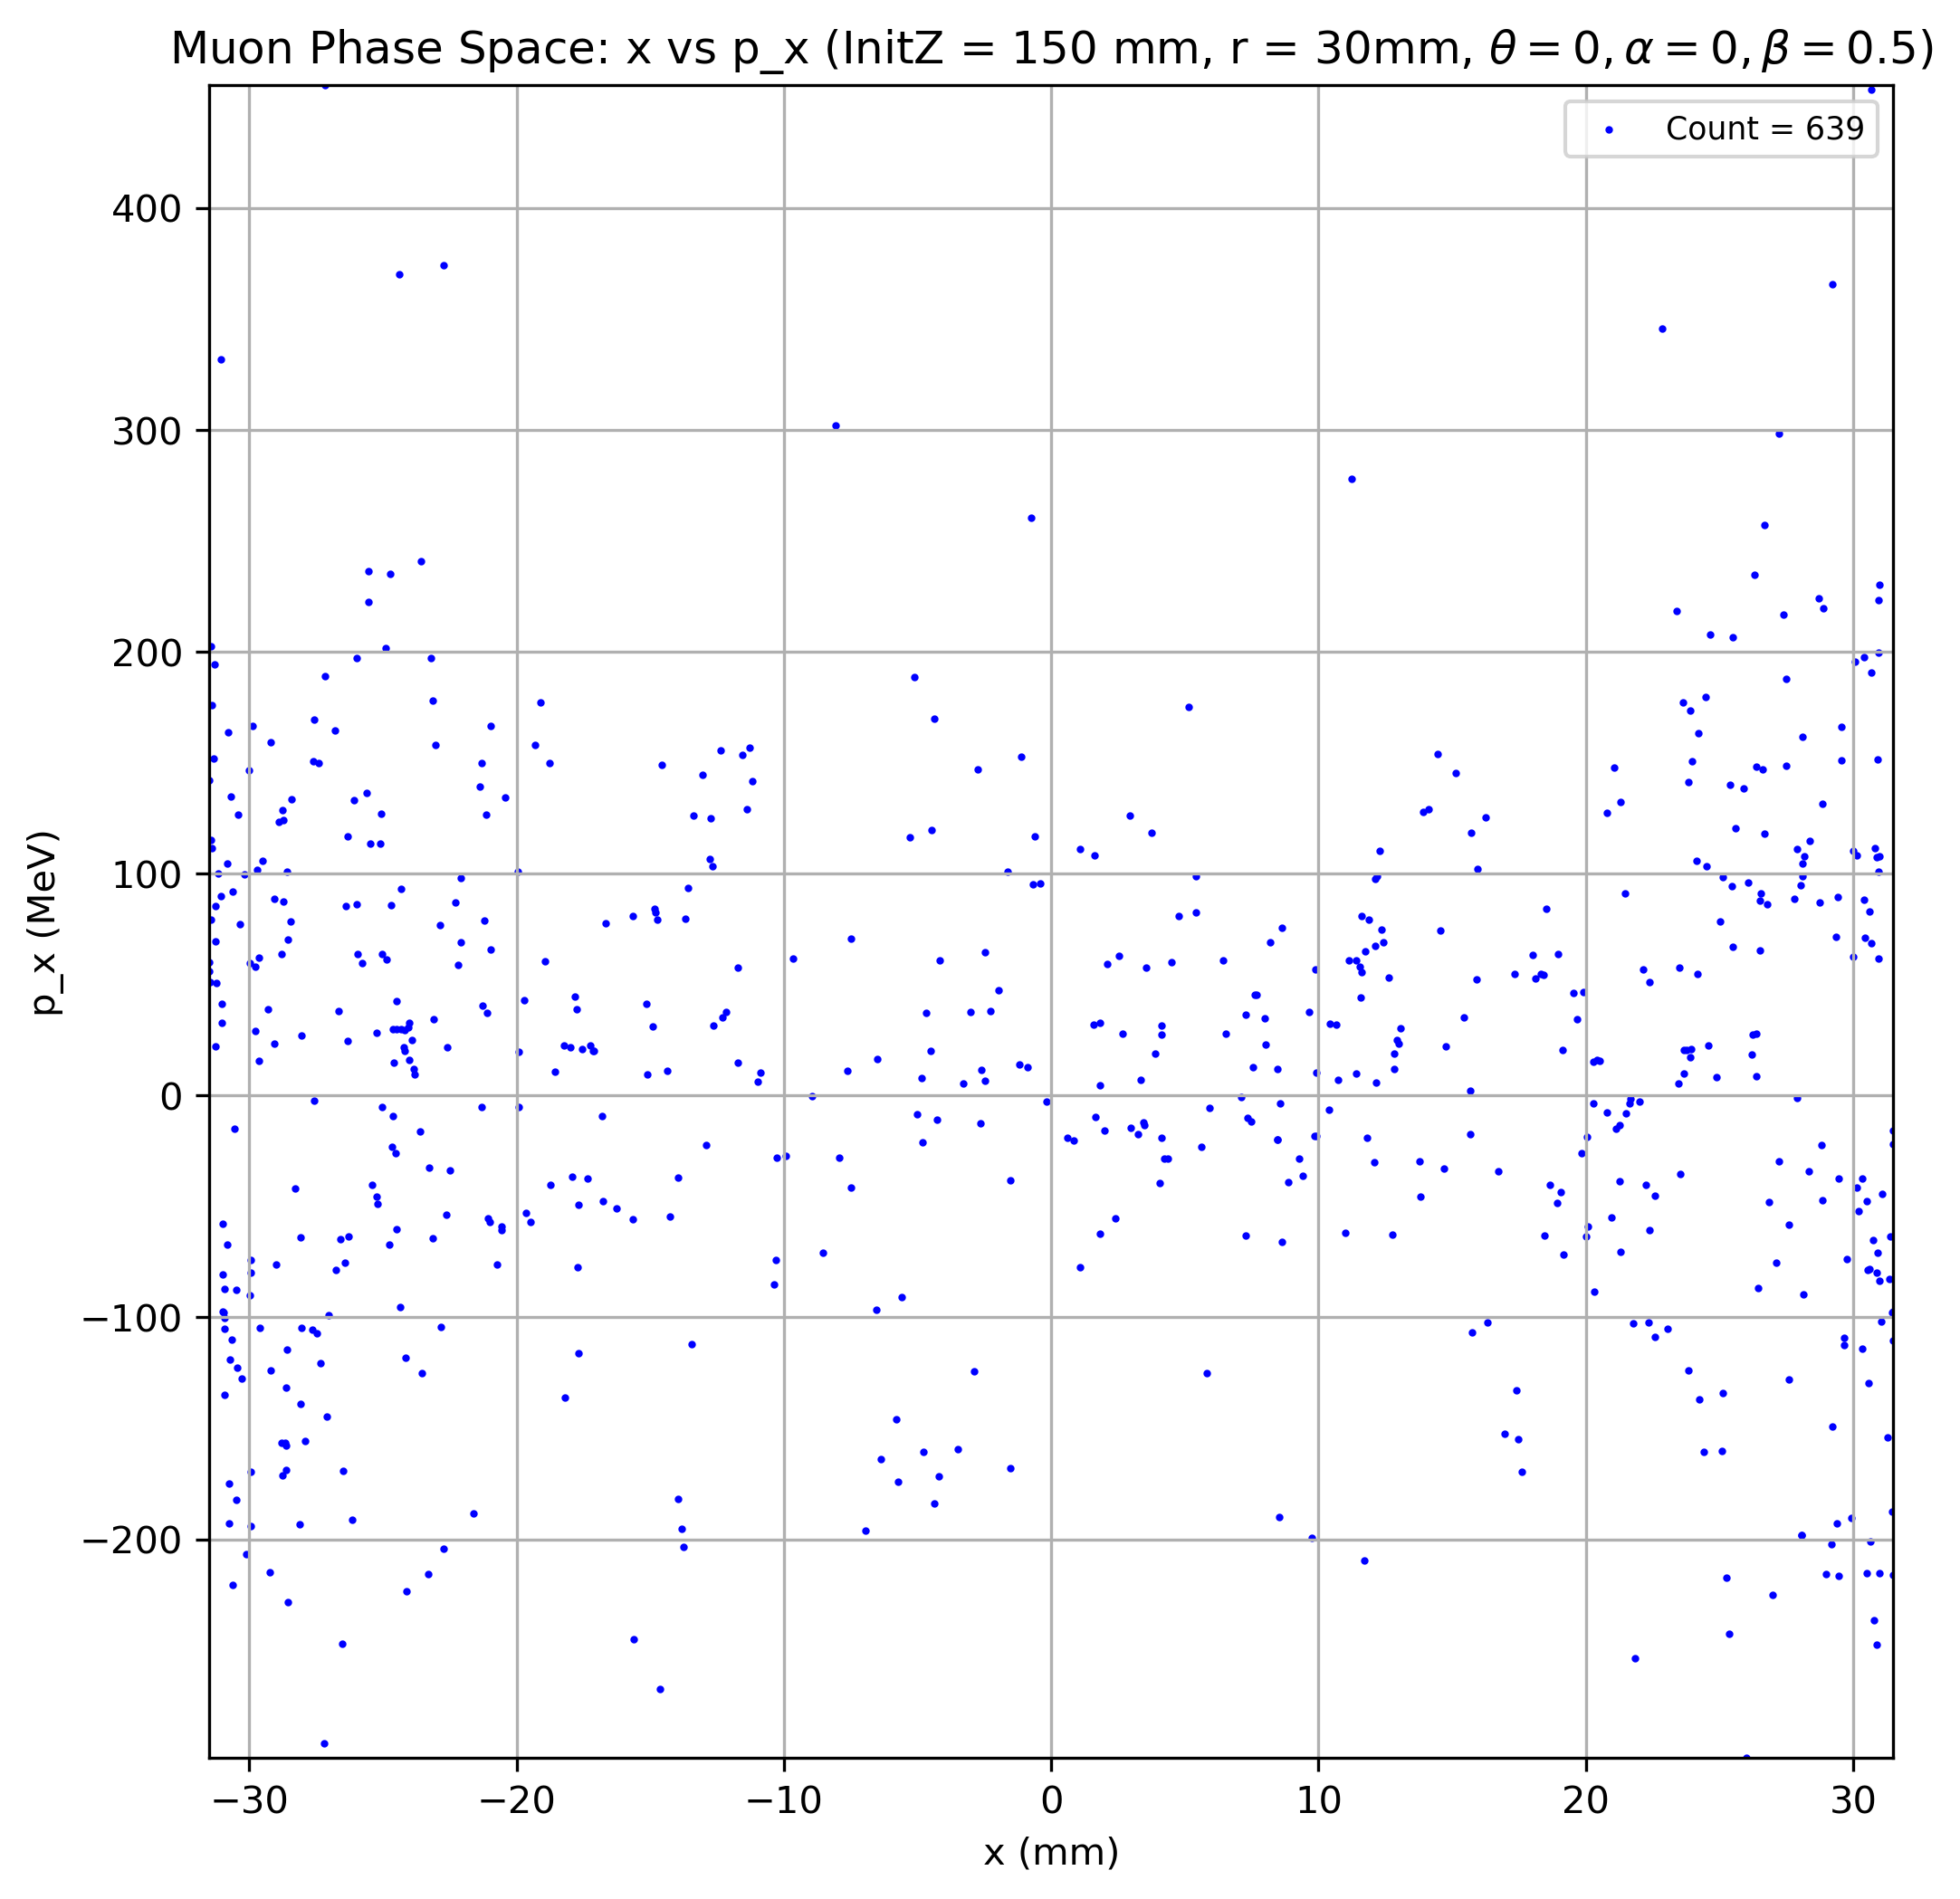 Muon Phase Space: x vs p_x (InitZ = 150 mm, r = 30mm, θ = 0, α = 0, β = 0.5)
Count = 639
400
300
200
100
0
−100
−200
p_x (MeV)
−30 −20 −10 0 10 20 30
x (mm)